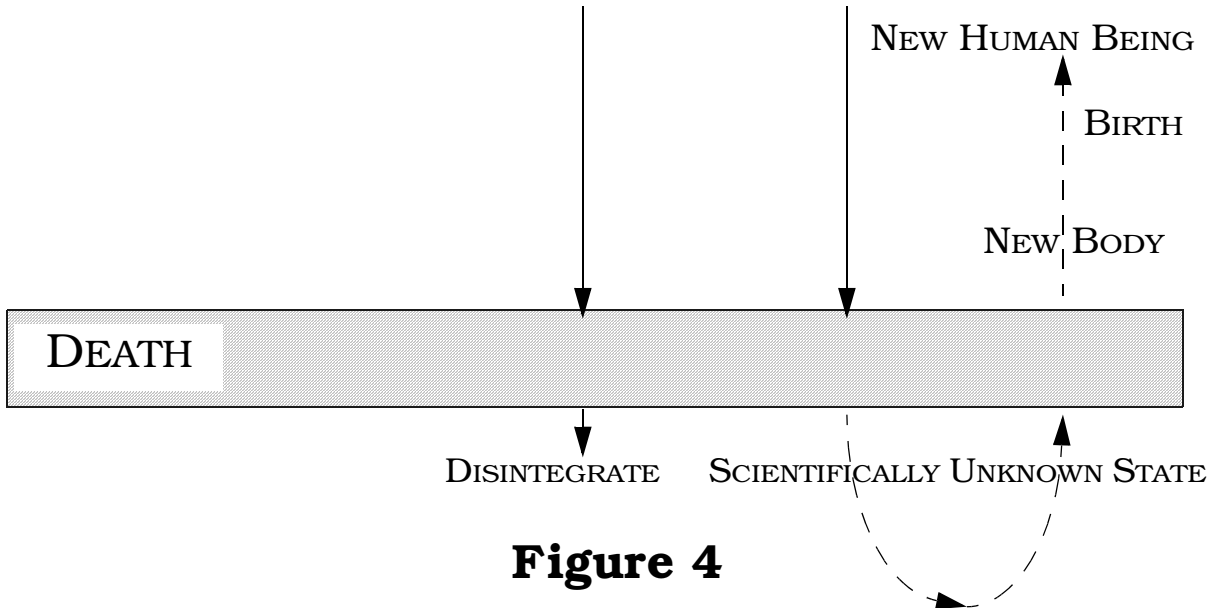 NEW HUMAN BEING
BIRTH
NEW BODY
DEATH
DISINTEGRATE
SCIENTIFICALLY UNKNOWN STATE
Figure 4